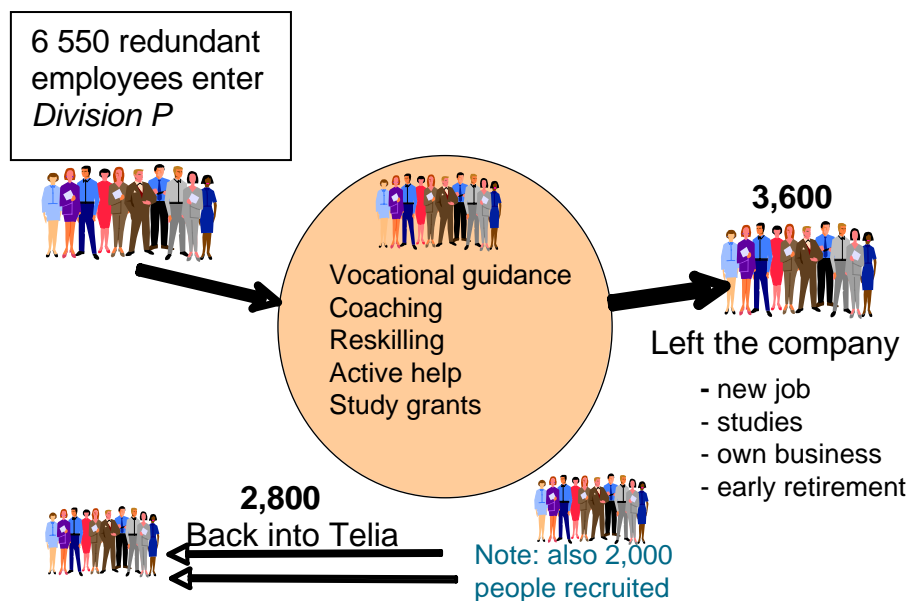 6 550 redundant
employees enter
Division P
Vocational guidance
Coaching
Reskilling
Active help
Study grants
3,600
Left the company
- new job
- studies
- own business
- early retirement
2,800
Back into Telia
Note: also 2,000
people recruited